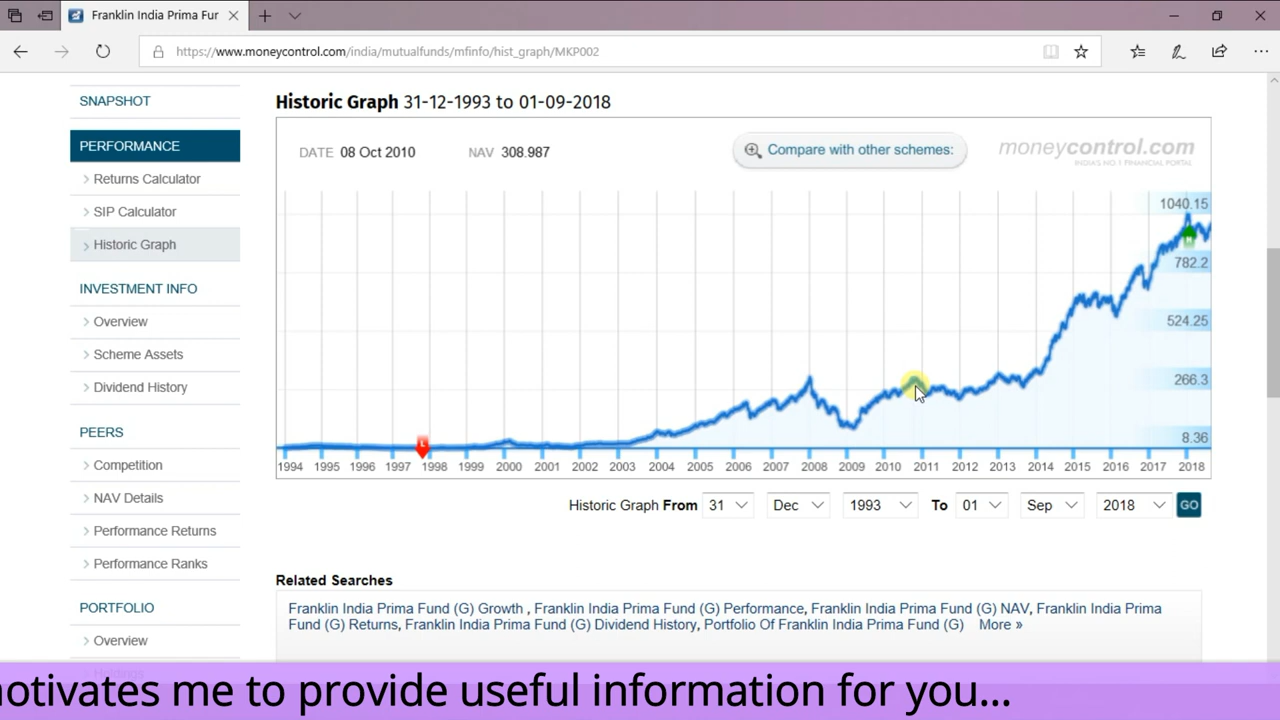 Franklin India Prima Fur
https://www.moneycontrol.com/india/mutualfunds/mfinfo/hist_graph/MKP002
SNAPSHOT
PERFORMANCE
Returns Calculator
SIP Calculator
Historic Graph
INVESTMENT INFO
Overview
Scheme Assets
Dividend History
PEERS
Competition
NAV Details
Performance Returns
Performance Ranks
PORTFOLIO
Overview
Historic Graph 31-12-1993 to 01-09-2018
DATE 08 Oct 2010 NAV 308.987
Compare with other schemes:
moneycontrol.com
INDIA'S NO.1 FINANCIAL PORTAL
1040.15
782.2
524.25
266.3
8.36
L
1994 1995 1996 1997 1998 1999 2000 2001 2002 2003 2004 2005 2006 2007 2008 2009 2010 2011 2012 2013 2014 2015 2016 2017 2018
Historic Graph From 31 Dec 1993 To 01 Sep 2018 GO
Related Searches
Franklin India Prima Fund (G) Growth , Franklin India Prima Fund (G) Performance, Franklin India Prima Fund (G) NAV, Franklin India Prima
Fund (G) Returns, Franklin India Prima Fund (G) Dividend History, Portfolio Of Franklin India Prima Fund (G) More »
otivates me to provide useful information for you...